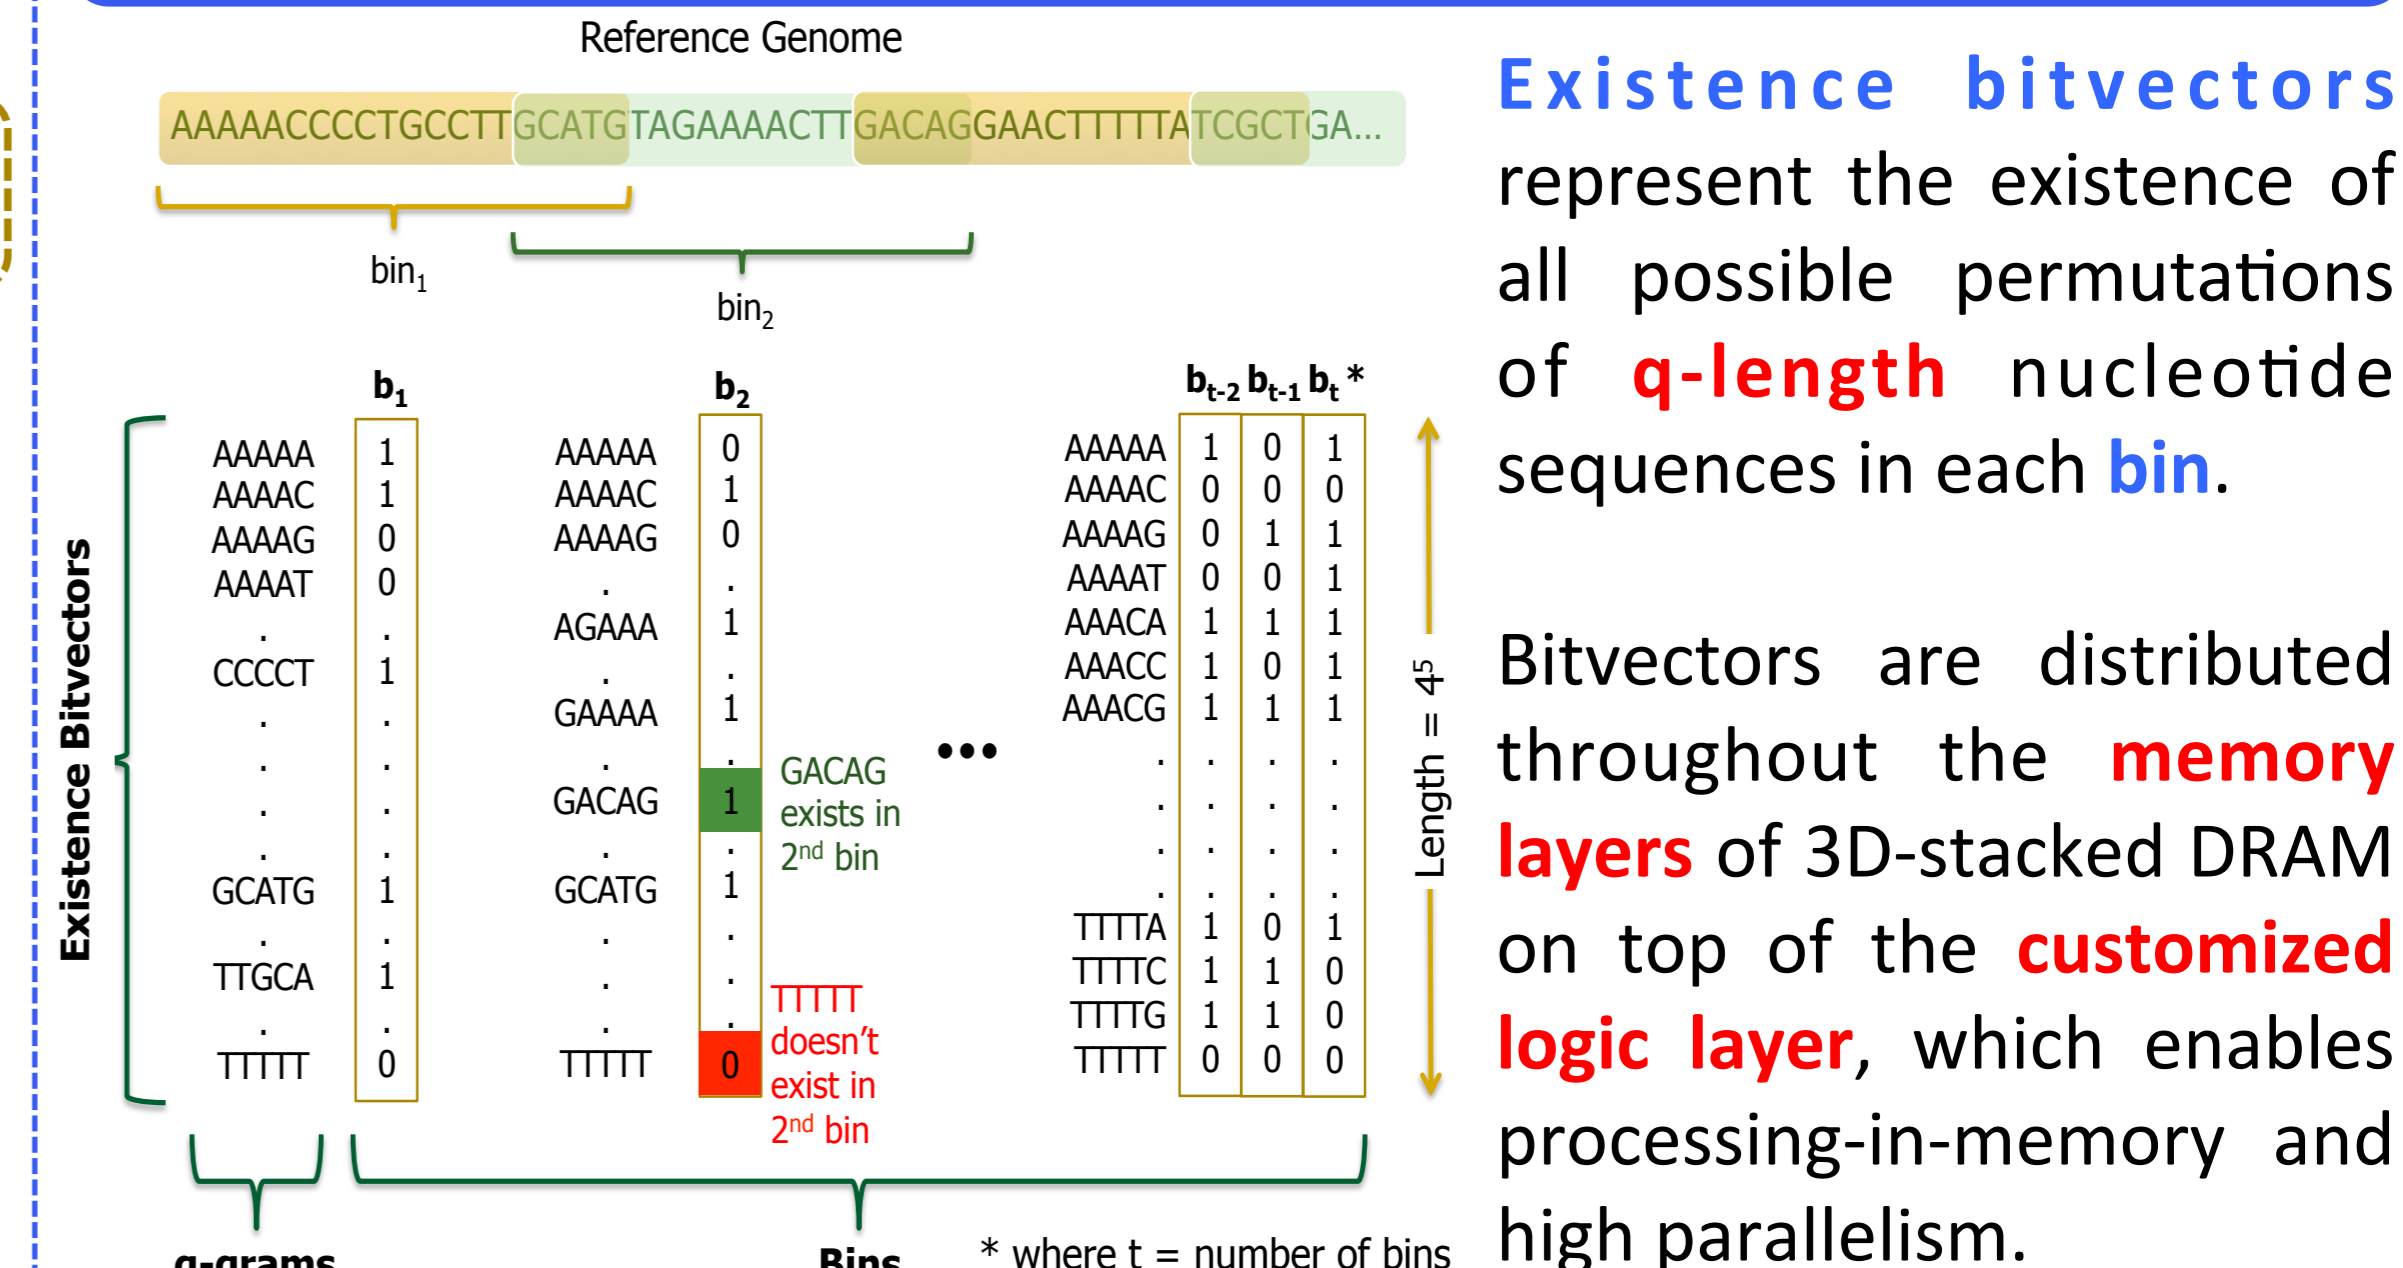 Reference Genome
AAAAACCCCTGCCTTGCATGTAGAAAACTTGACAGGAACTTTTTATCGCTGA...
bin1
bin2
Existence Bitvectors
b1
AAAAA 1
AAAAC 1
AAAAG 0
AAAAT 0
. .
CCCCT 1
. .
. .
. .
. .
GCATG 1
. .
TTGCA 1
. .
TTTTT 0
b2
AAAAA 0
AAAAC 1
AAAAG 0
. .
AGAAA 1
. .
GAAAA 1
. .
GACAG 1
. .
GCATG 1
. .
. .
. .
TTTTT 0
GACAG
exists in
2nd bin
TTTTT
doesn't
exist in
2nd bin
•••
bt-2 bt-1 bt *
AAAAA 1 0 1
AAAAC 0 0 0
AAAAG 0 1 1
AAAAT 0 0 1
AAACA 1 1 1
AAACC 1 0 1
AAACG 1 1 1
. . . .
. . . .
. . . .
. . . .
TTTTA 1 0 1
TTTTC 1 1 0
TTTTG 1 1 0
TTTTT 0 0 0
Length = 4^5
q-grams
Bins
* where t = number of bins
Existence bitvectors
represent the existence of
all possible permutations
of q-length nucleotide
sequences in each bin.
Bitvectors are distributed
throughout the memory
layers of 3D-stacked DRAM
on top of the customized
logic layer, which enables
processing-in-memory and
high parallelism.